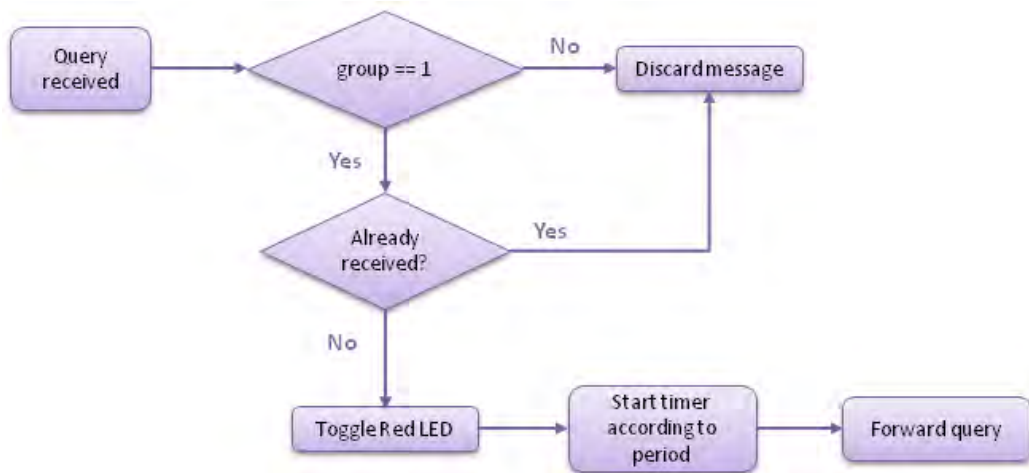 Query
received
group == 1
No
Discard message
Yes
Already
received?
Yes
No
Toggle Red LED
Start timer
according to
period
Forward query